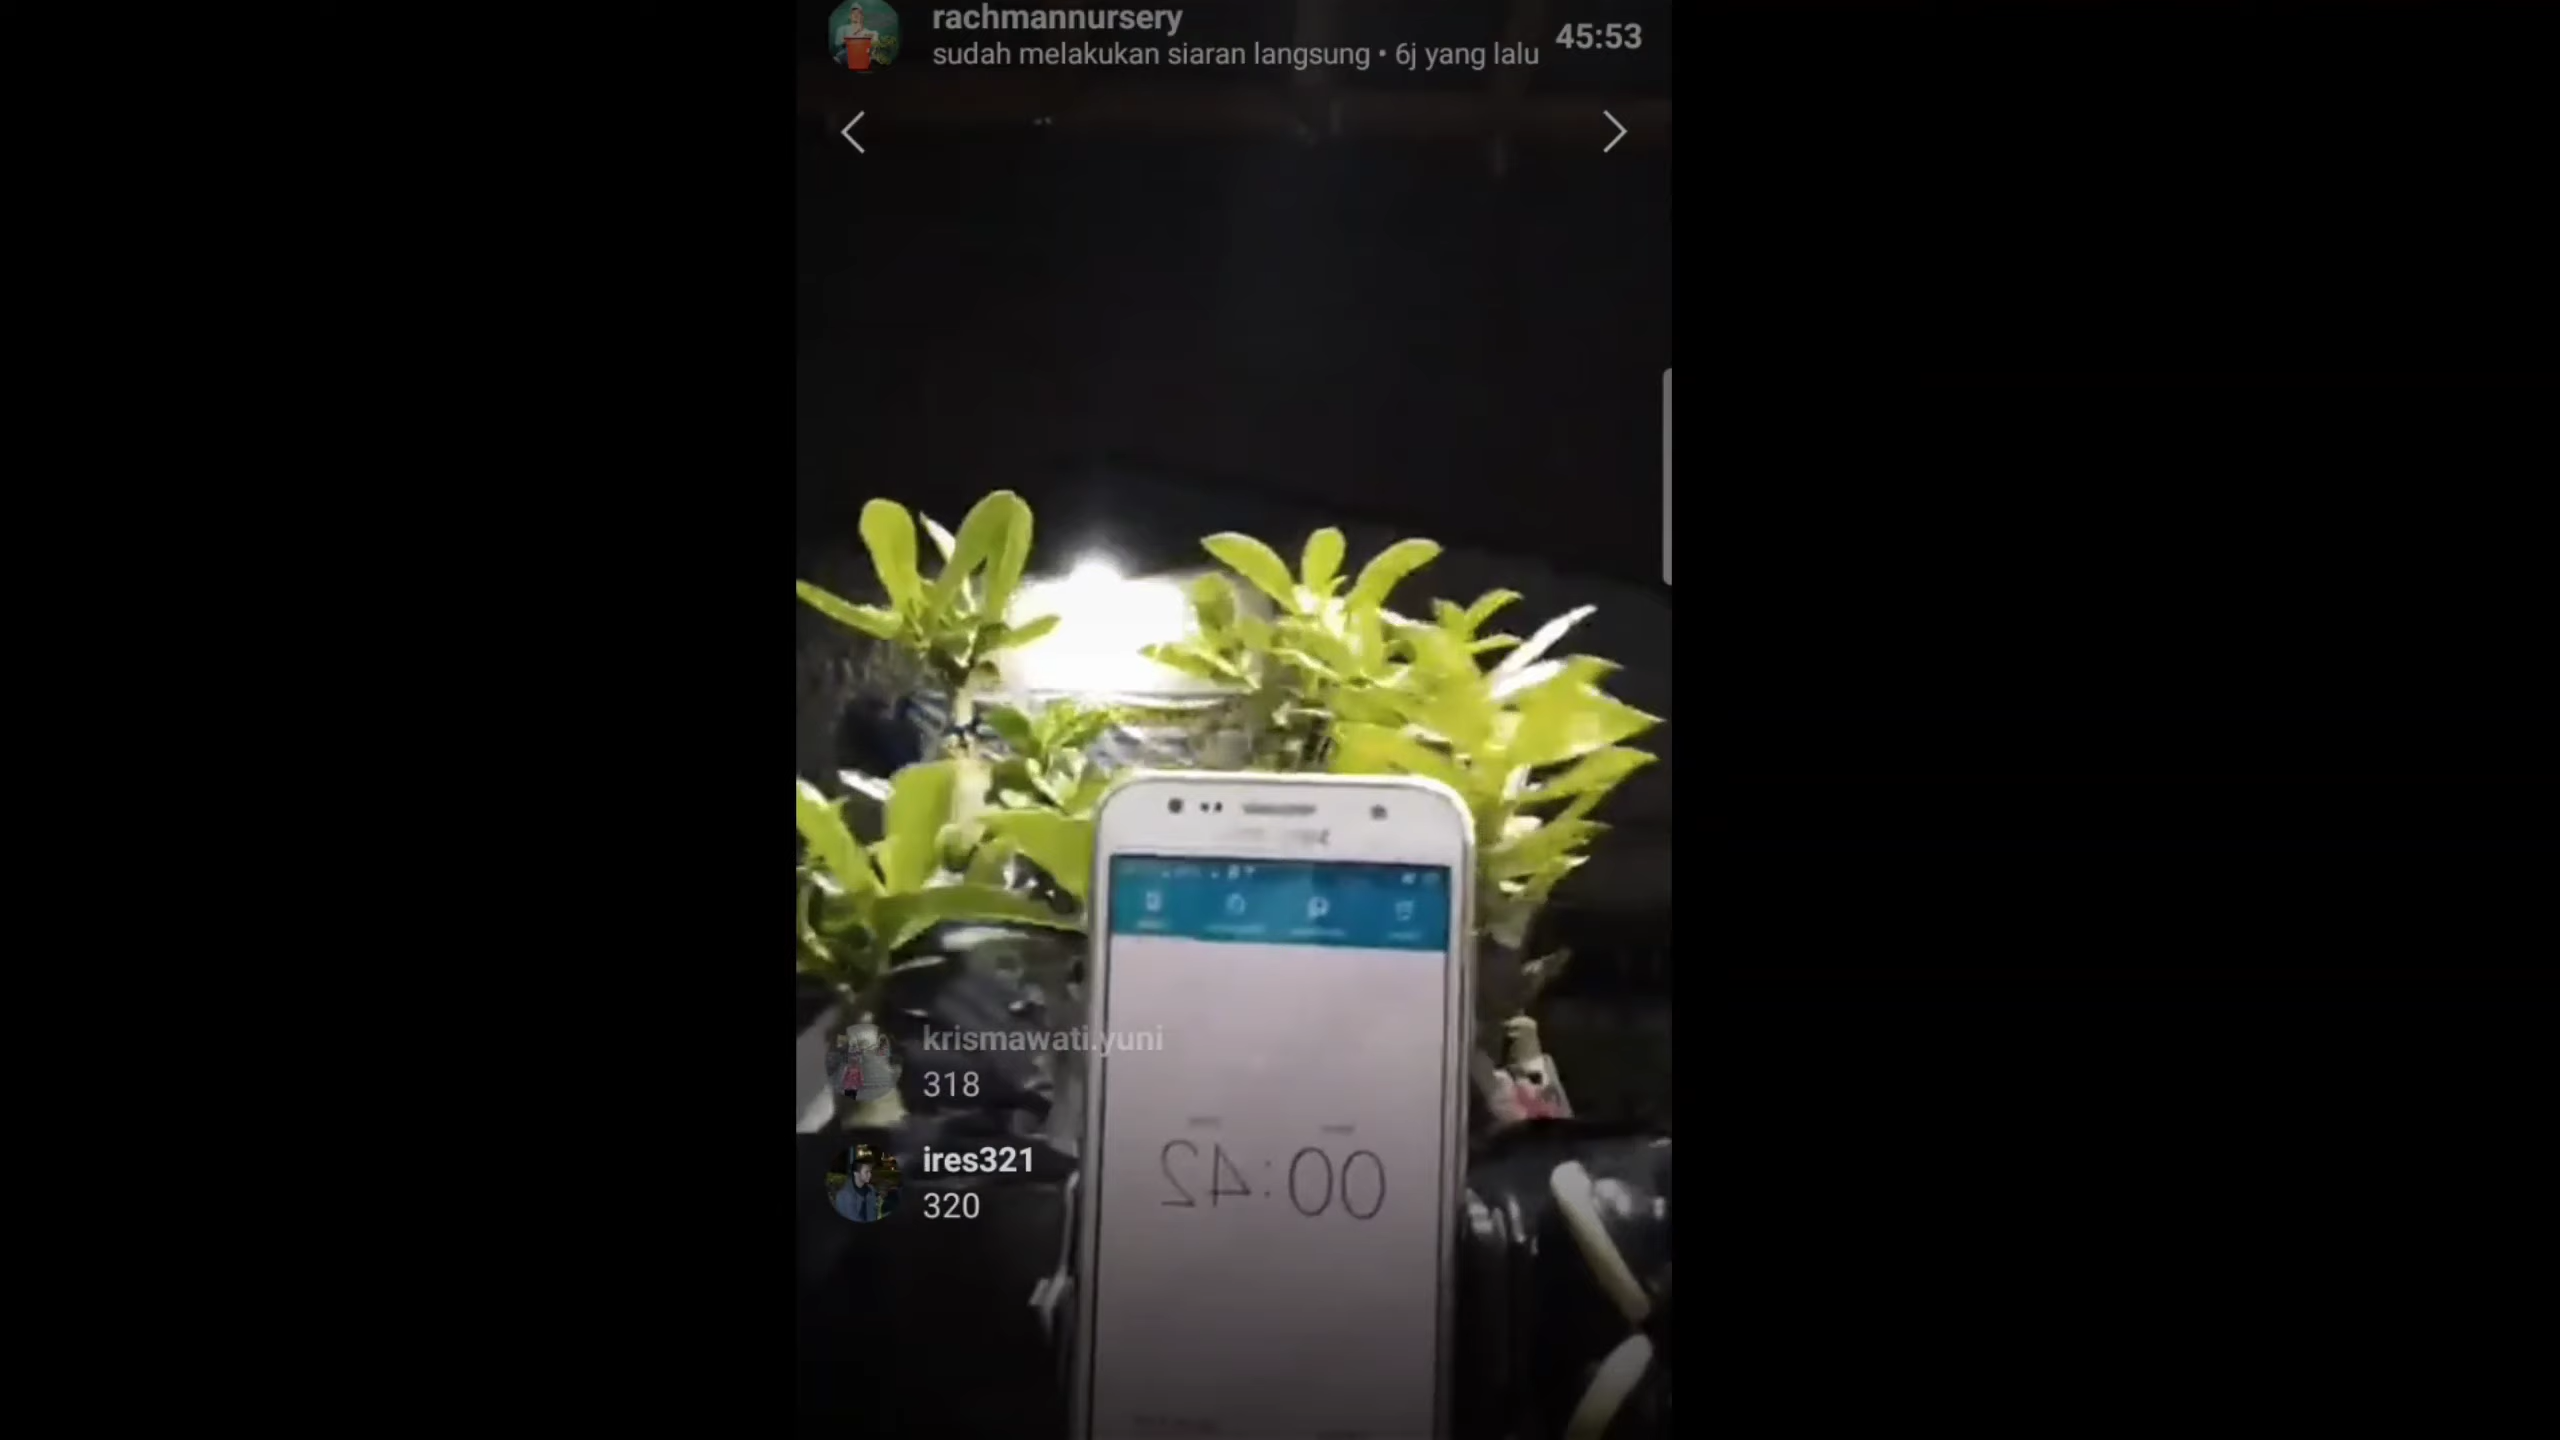 rachmannursery
sudah melakukan siaran langsung • 6j yang lalu
45:53
krismawati.yuni
318
ires321
320
00:42